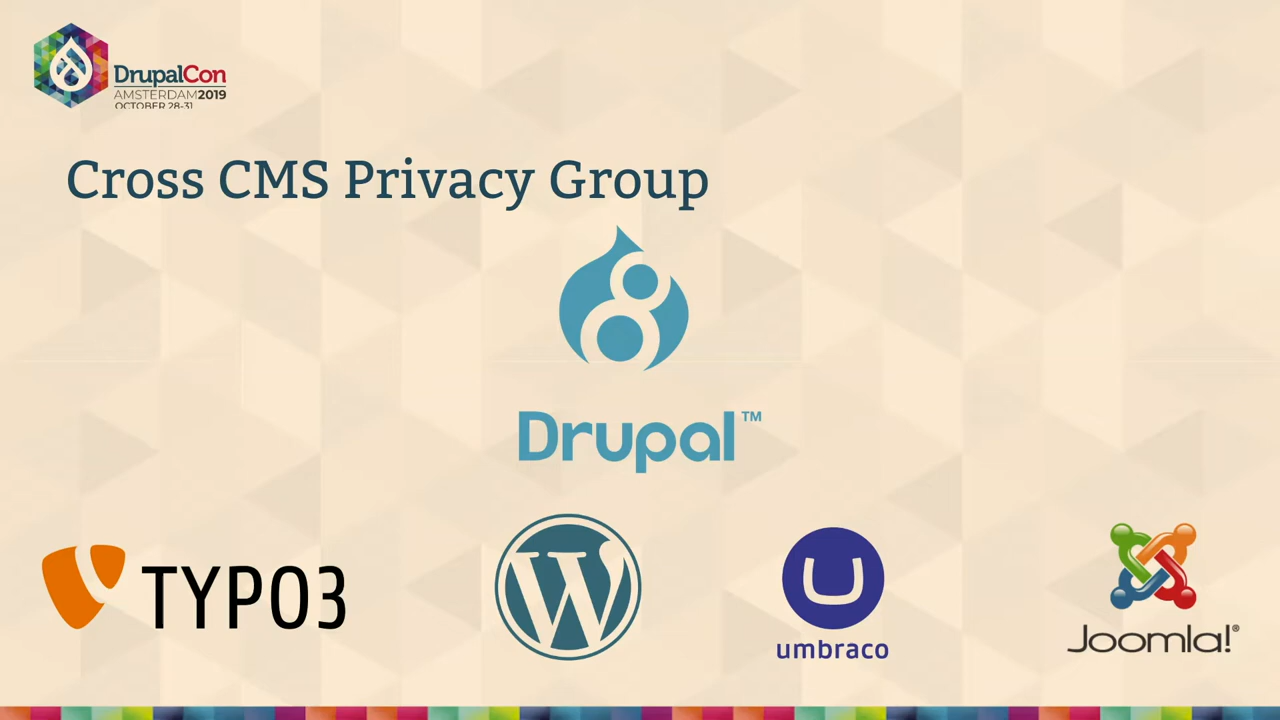 DrupalCon
AMSTERDAM2019
OCTOBER 28-31
Cross CMS Privacy Group
Drupal™
TYPO3
umbraco
Joomla!®